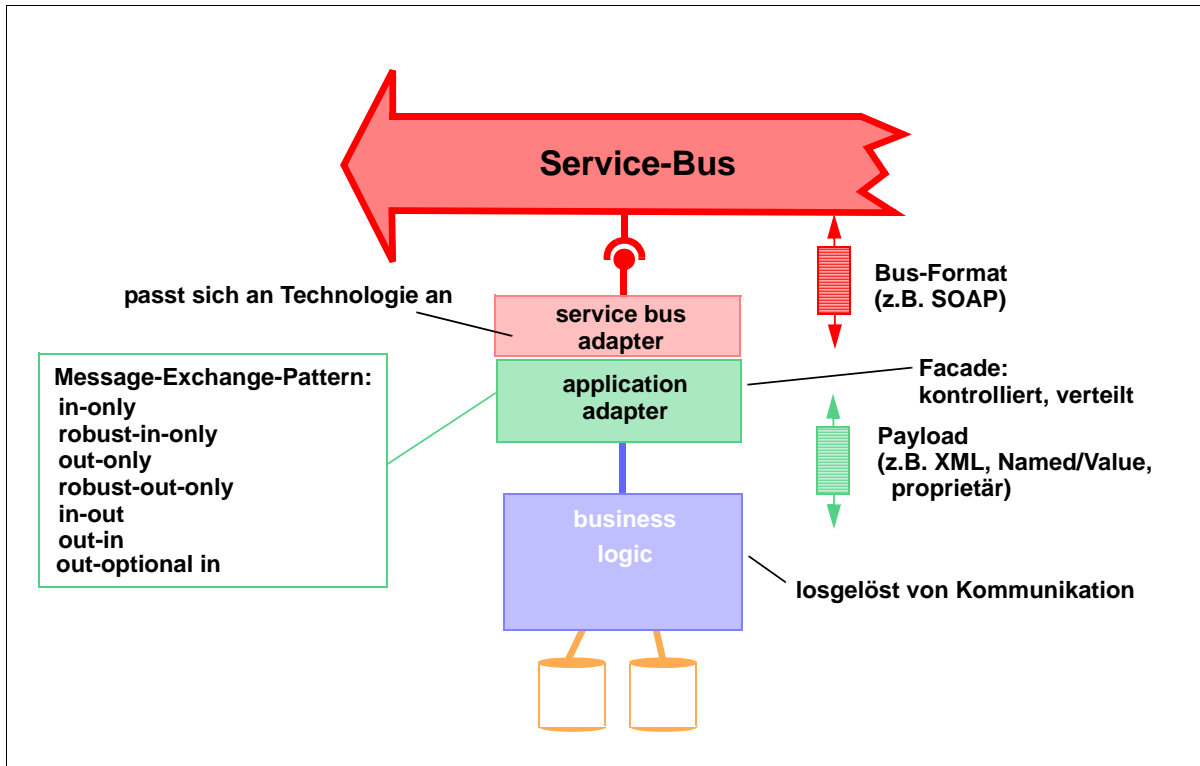 Service-Bus
Bus-Format
(z.B. SOAP)
passt sich an Technologie an
service bus
adapter
Message-Exchange-Pattern:
in-only
robust-in-only
out-only
robust-out-only
in-out
out-in
out-optional in
application
adapter
Facade:
kontrolliert, verteilt
Payload
(z.B. XML, Named/Value,
proprietär)
business
logic
losgelöst von Kommunikation